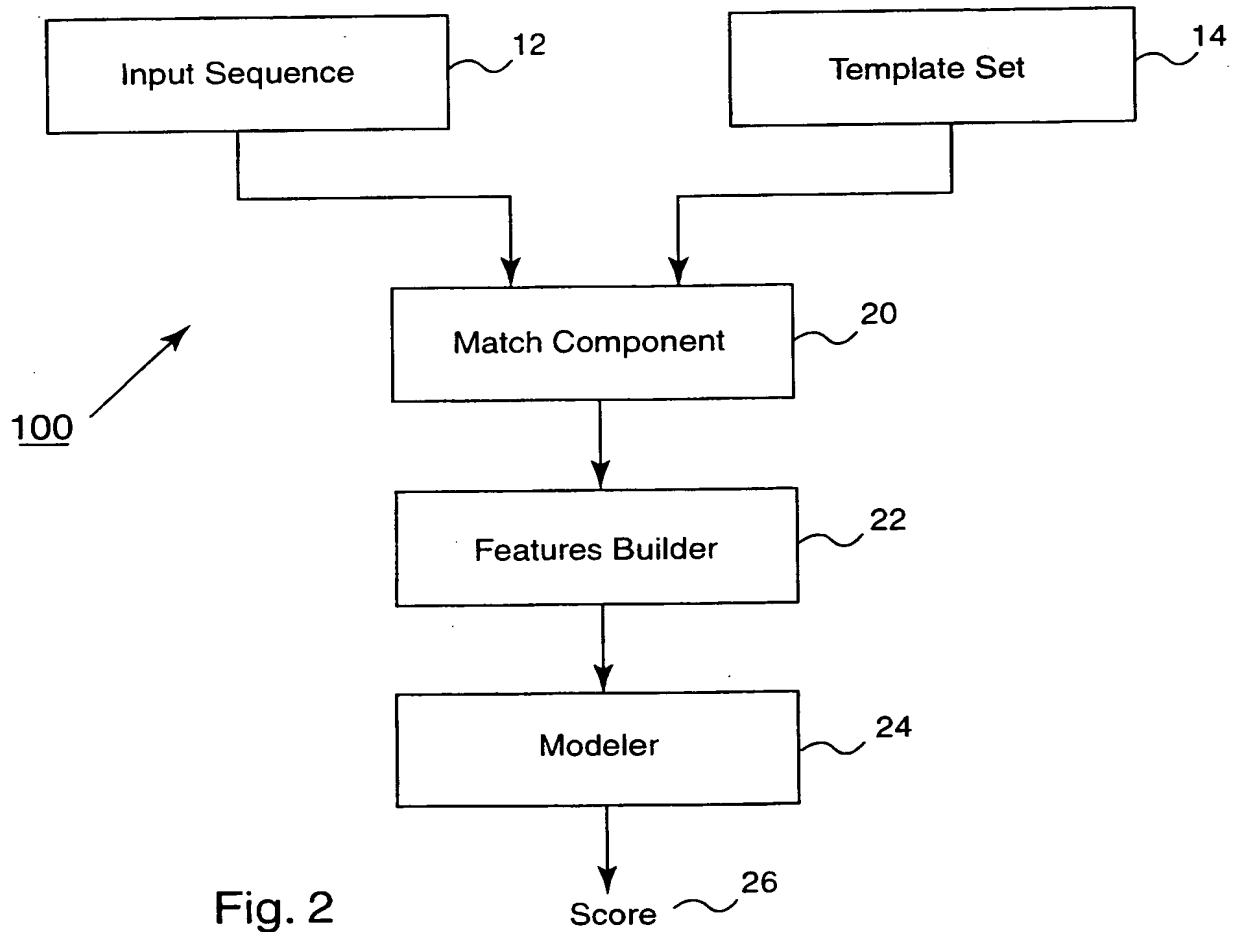 Input Sequence
12
Template Set
14
Match Component
20
100
Features Builder
22
Modeler
24
Score
26
Fig. 2